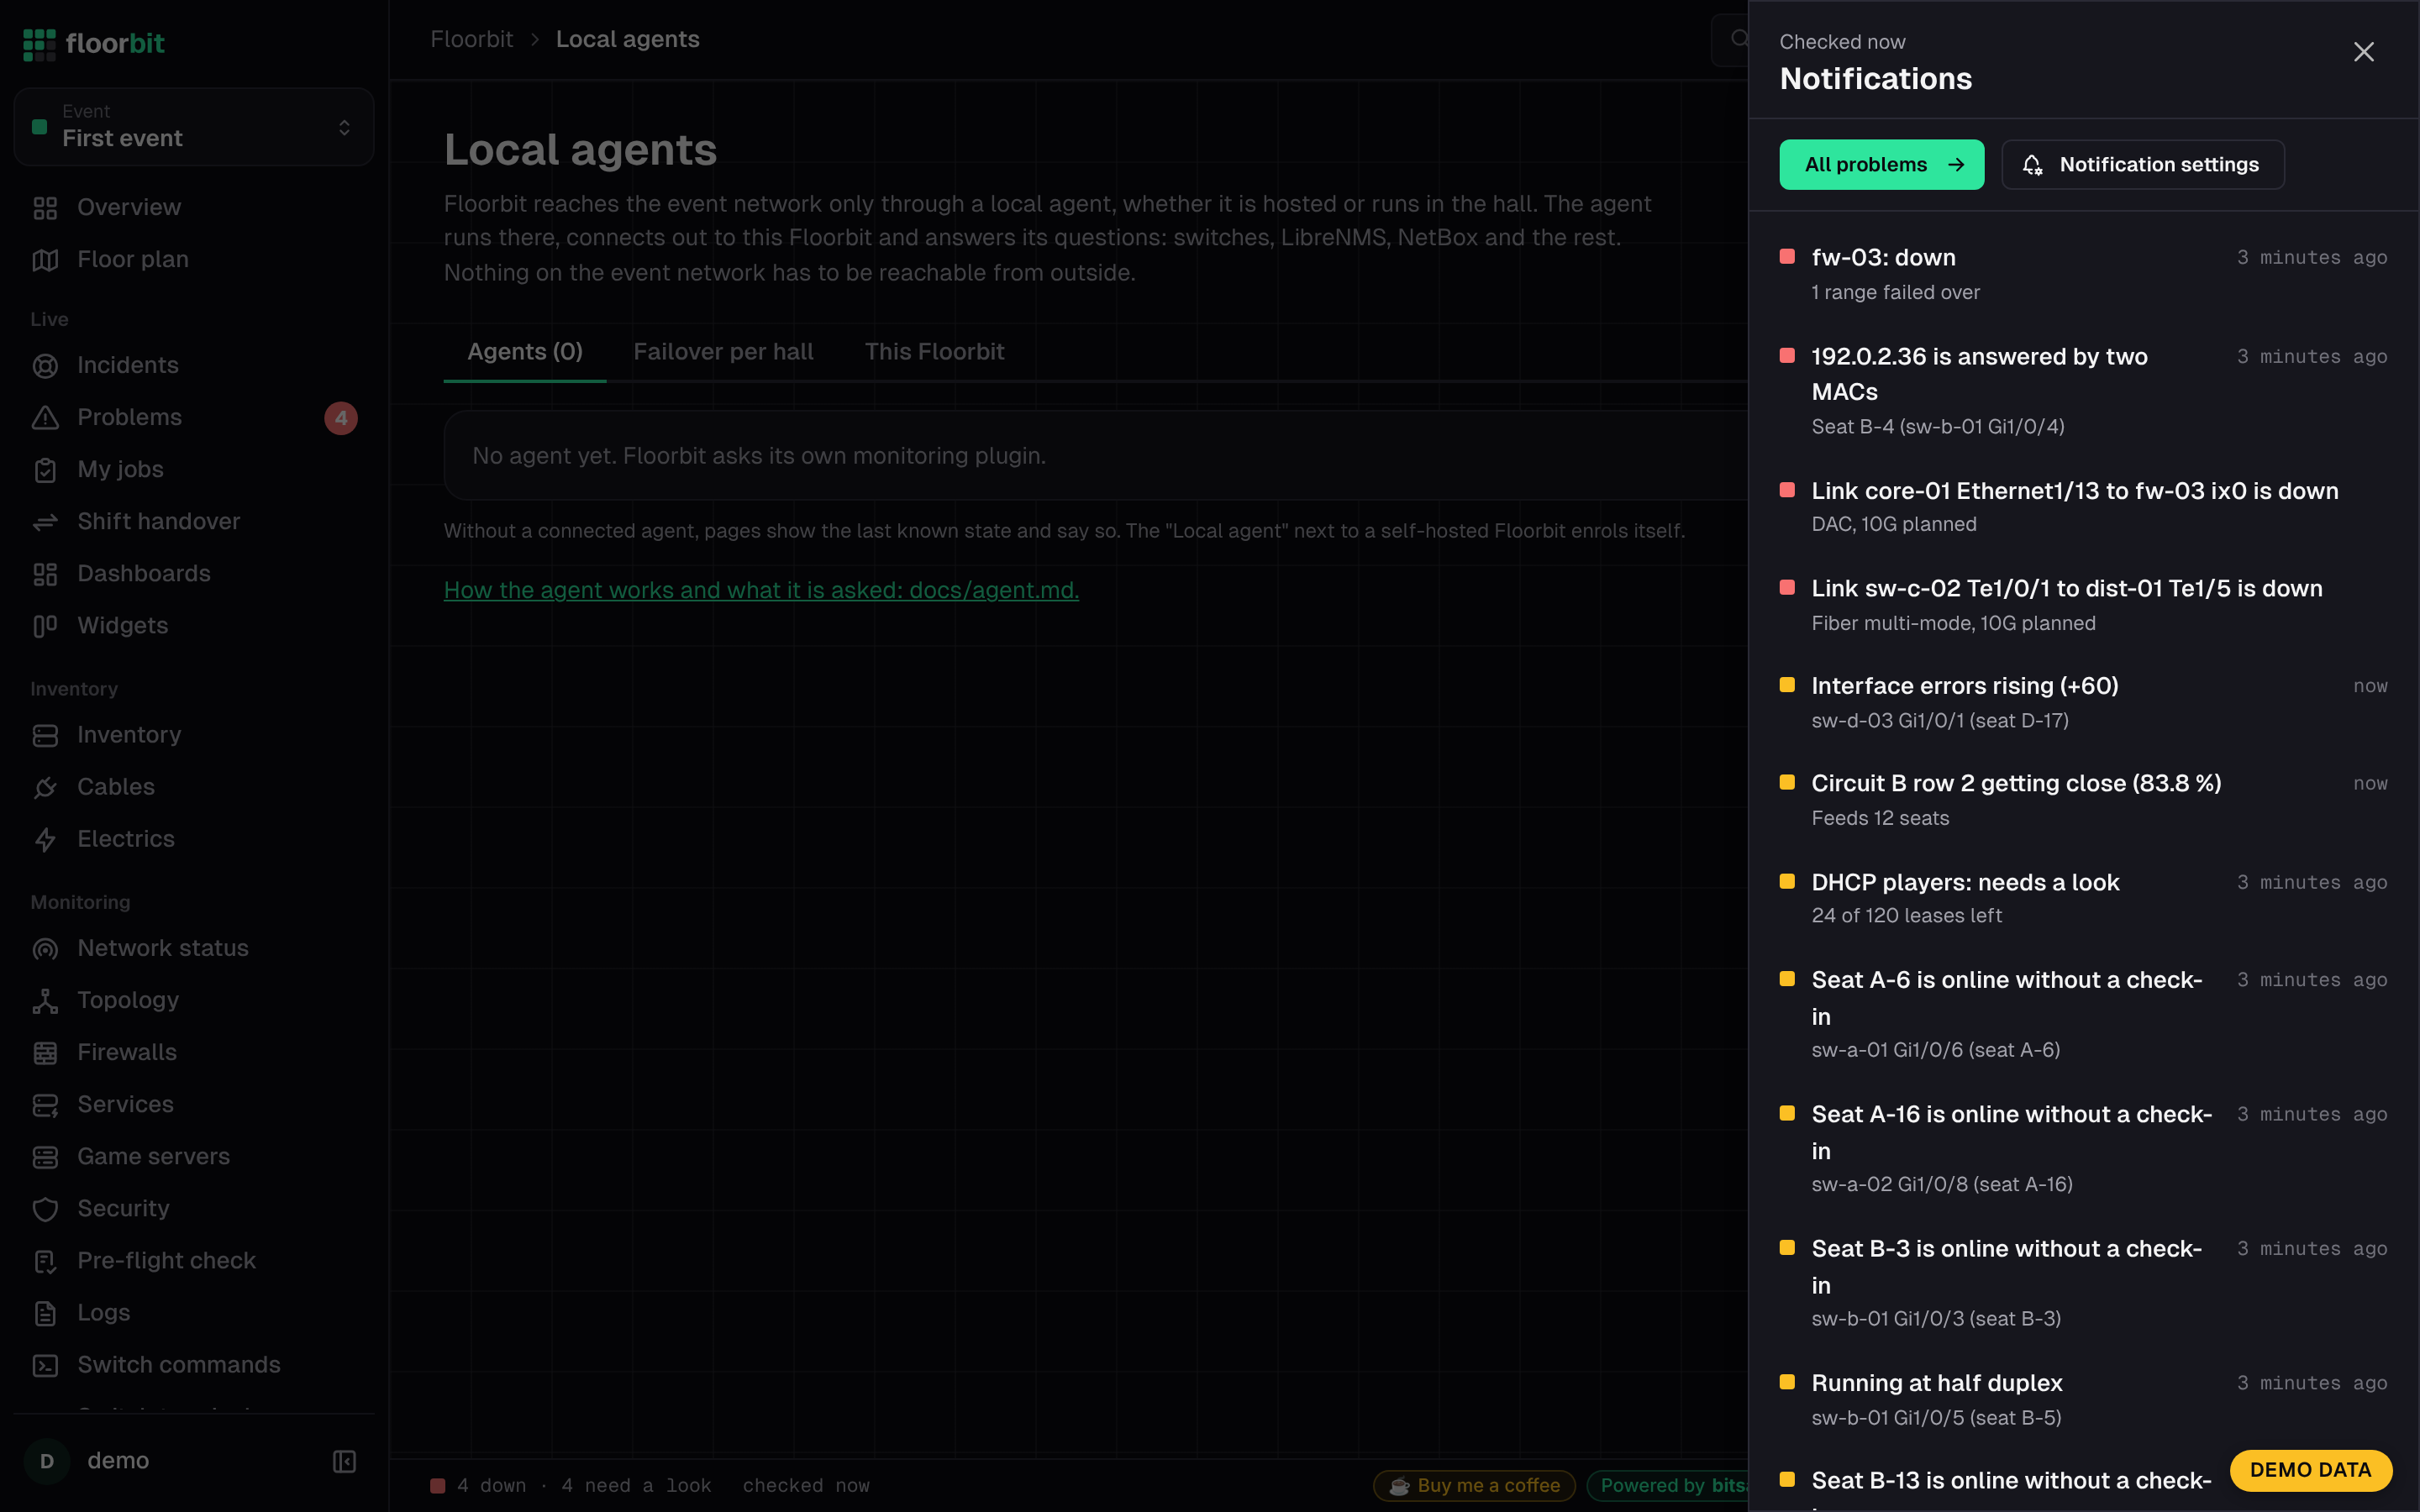 floorbit
Event
First event
Overview
Floor plan
Live
Incidents
Problems
4
My jobs
Shift handover
Dashboards
Widgets
Inventory
Inventory
Cables
Electrics
Monitoring
Network status
Topology
Firewalls
Services
Game servers
Security
Pre-flight check
Logs
Switch commands
D
demo
Floorbit
Local agents
Local agents
Floorbit reaches the event network only through a local agent, whether it is hosted or runs in the hall. The agent
runs there, connects out to this Floorbit and answers its questions: switches, LibreNMS, NetBox and the rest.
Nothing on the event network has to be reachable from outside.
Agents (0) Failover per hall This Floorbit
No agent yet. Floorbit asks its own monitoring plugin.
Without a connected agent, pages show the last known state and say so. The "Local agent" next to a self-hosted Floorbit enrols itself.
How the agent works and what it is asked: docs/agent.md.
4 down · 4 need a look checked now
☕ Buy me a coffee
Powered by
Checked now
Notifications
All problems → Notification settings
fw-03: down 3 minutes ago
1 range failed over
192.0.2.36 is answered by two 3 minutes ago
MACs
Seat B-4 (sw-b-01 Gi1/0/4)
Link core-01 Ethernet1/13 to fw-03 ix0 is down
DAC, 10G planned
Link sw-c-02 Te1/0/1 to dist-01 Te1/5 is down
Fiber multi-mode, 10G planned
Interface errors rising (+60) now
sw-d-03 Gi1/0/1 (seat D-17)
Circuit B row 2 getting close (83.8 %) now
Feeds 12 seats
DHCP players: needs a look 3 minutes ago
24 of 120 leases left
Seat A-6 is online without a check- 3 minutes ago
in
sw-a-01 Gi1/0/6 (seat A-6)
Seat A-16 is online without a check- 3 minutes ago
in
sw-a-02 Gi1/0/8 (seat A-16)
Seat B-3 is online without a check- 3 minutes ago
in
sw-b-01 Gi1/0/3 (seat B-3)
Running at half duplex 3 minutes ago
sw-b-01 Gi1/0/5 (seat B-5)
Seat B-13 is online without a check-
DEMO DATA